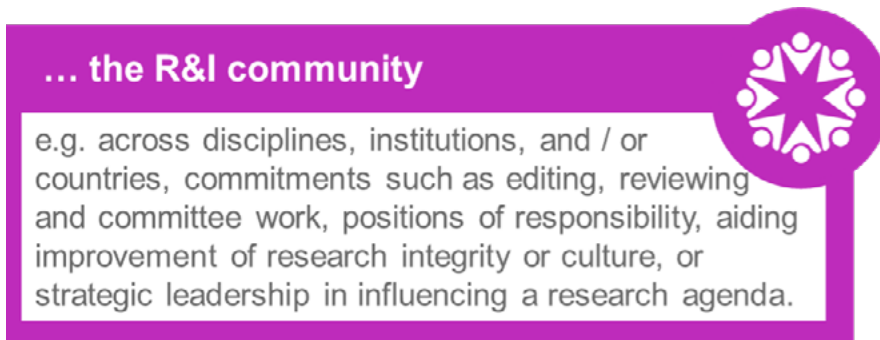 … the R&I community
e.g. across disciplines, institutions, and / or
countries, commitments such as editing, reviewing
and committee work, positions of responsibility, aiding
improvement of research integrity or culture, or
strategic leadership in influencing a research agenda.